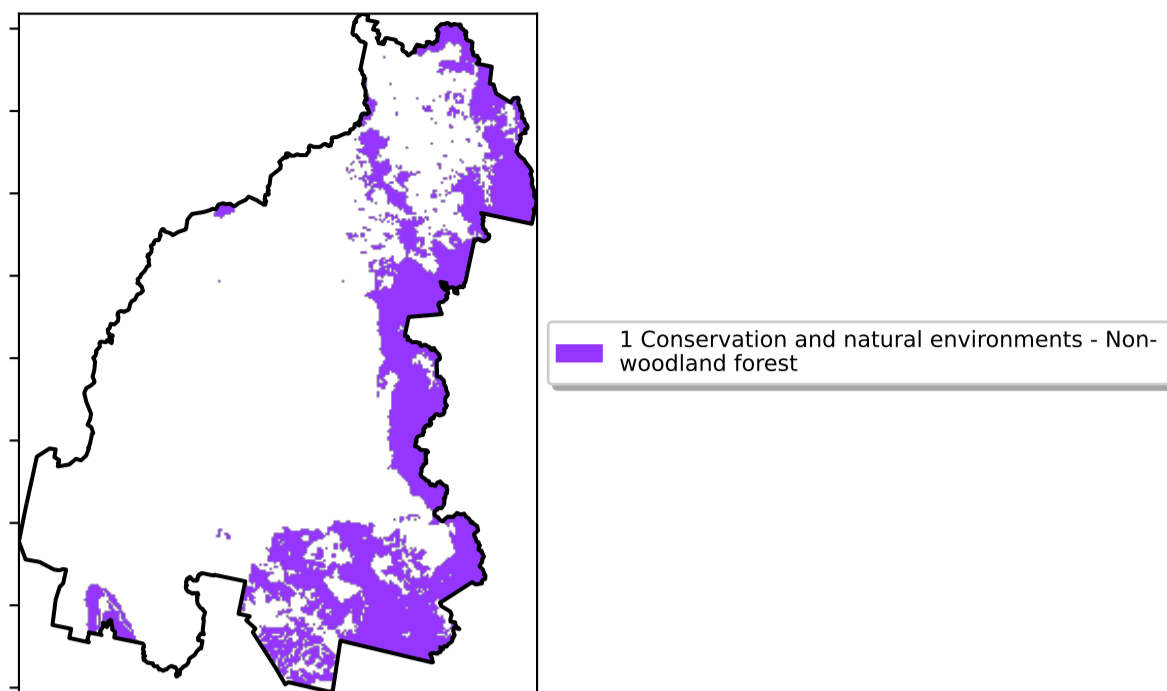 1 Conservation and natural environments - Non-
woodland forest